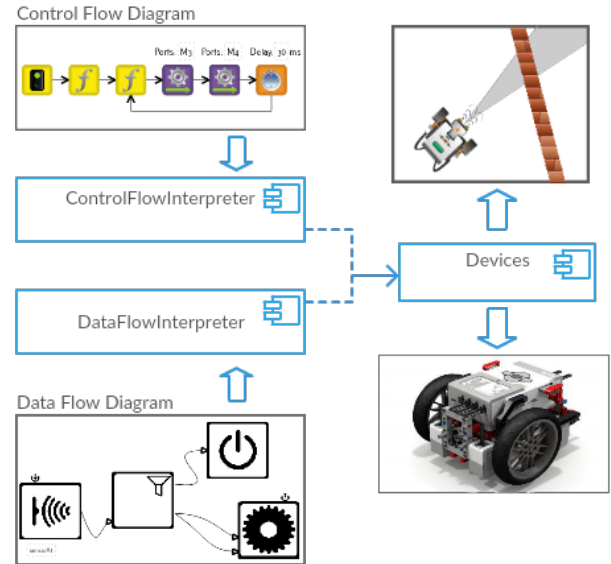 Control Flow Diagram
Ports: M3 Ports: M4 Delay: 30 ms
ControlFlowInterpreter
Devices
DataFlowInterpreter
Data Flow Diagram